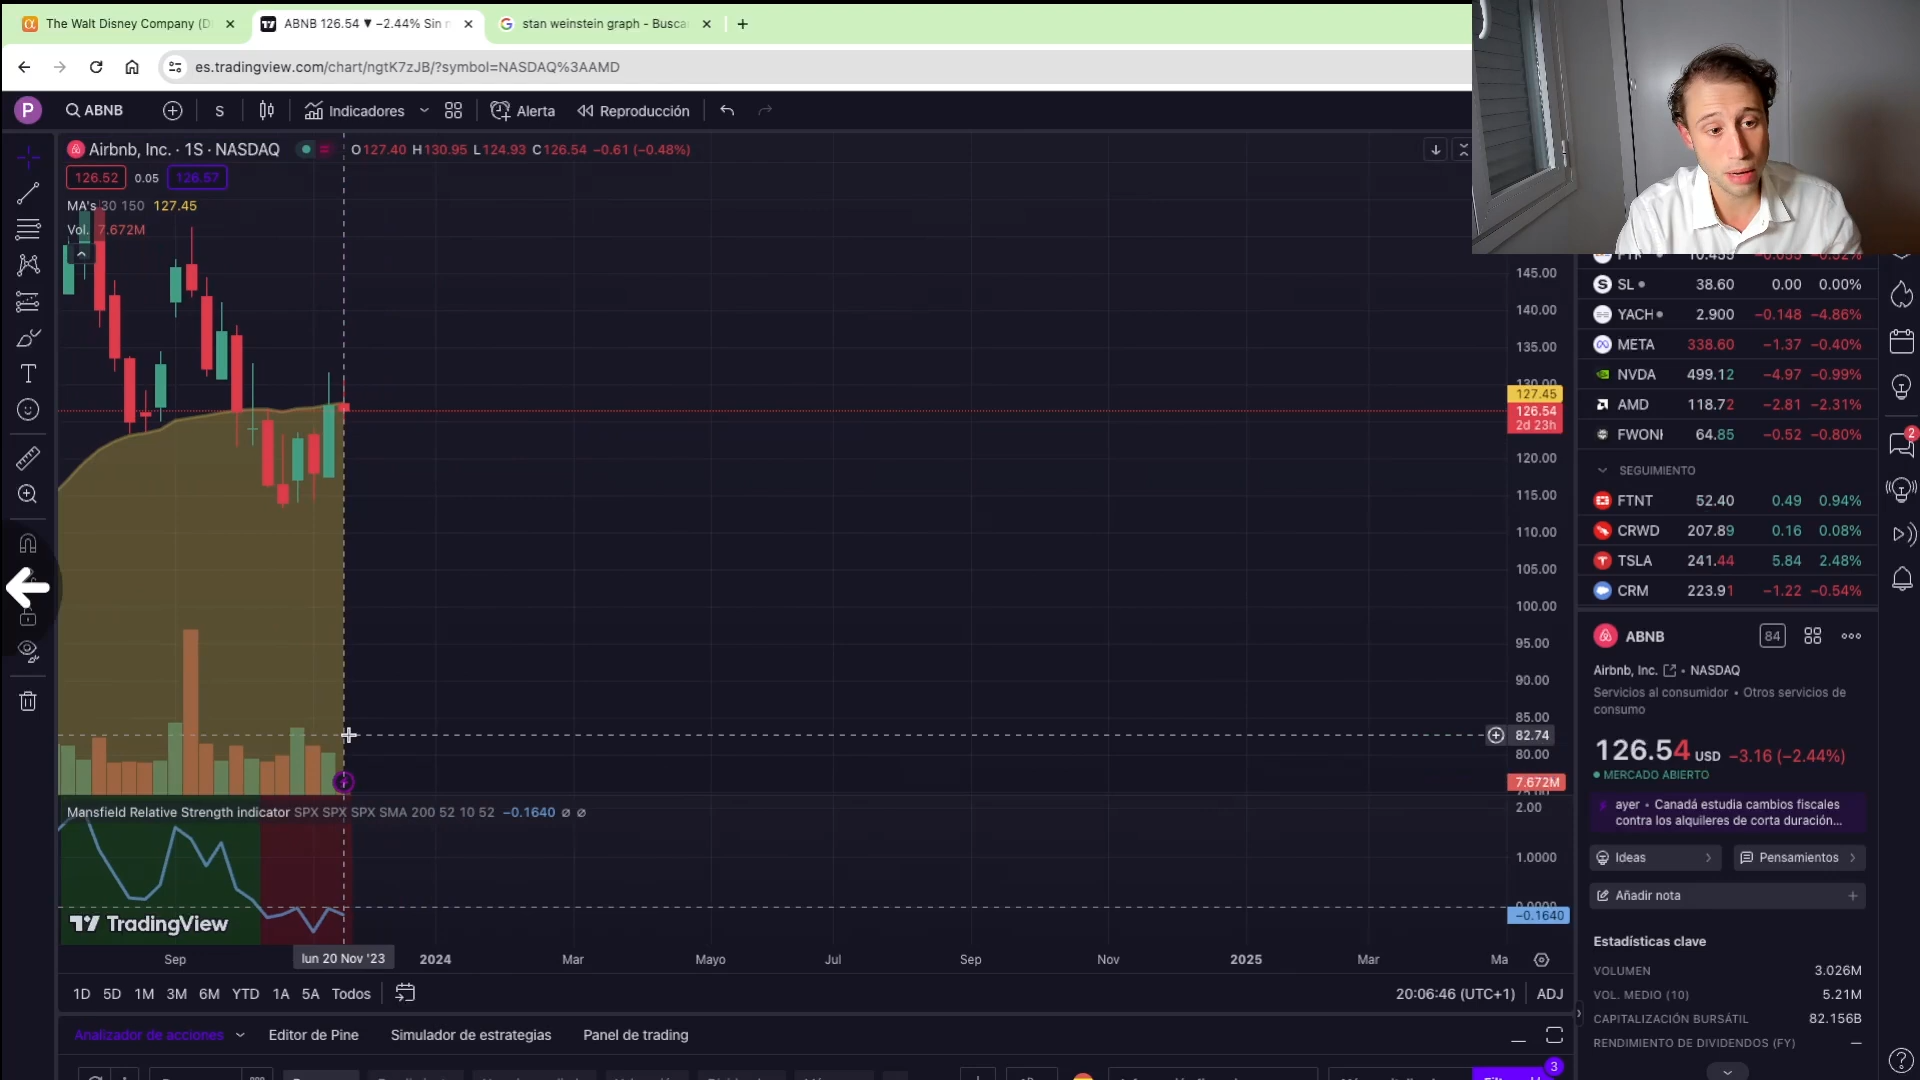 The Walt Disney Company (D
ABNB 126.54 ▼ −2.44% Sin n
stan weinstein graph - Busca
es.tradingview.com/chart/ngtK7zJB/?symbol=NASDAQ%3AAMD
P
ABNB
S
Indicadores
Alerta
Reproducción
Airbnb, Inc. · 1S · NASDAQ
O127.40 H130.95 L124.93 C126.54 −0.61 (−0.48%)
126.52 0.05 126.57
MA's 30 150 127.45
Vol. 7.672M
145.00
140.00
135.00
130.00
127.45
126.54
2d 23h
120.00
115.00
110.00
105.00
100.00
95.00
90.00
85.00
82.74
80.00
7.672M
75.00
Mansfield Relative Strength indicator SPX SPX SPX SMA 200 52 10 52 −0.1640 ∅ ∅
2.00
1.0000
0.0000
−0.1640
TradingView
Sep
lun 20 Nov '23
2024
Mar
Mayo
Jul
Sep
Nov
2025
Mar
Ma
1D 5D 1M 3M 6M YTD 1A 5A Todos
20:06:46 (UTC+1) ADJ
Analizador de acciones
Editor de Pine
Simulador de estrategias
Panel de trading
3
SL 38.60 0.00 0.00%
YACH 2.900 −0.148 −4.86%
META 338.60 −1.37 −0.40%
NVDA 499.12 −4.97 −0.99%
AMD 118.72 −2.81 −2.31%
FWONK 64.85 −0.52 −0.80%
SEGUIMIENTO
FTNT 52.40 0.49 0.94%
CRWD 207.89 0.16 0.08%
TSLA 241.44 5.84 2.48%
CRM 223.91 −1.22 −0.54%
2
ABNB
84
Airbnb, Inc. • NASDAQ
Servicios al consumidor • Otros servicios de
consumo
126.54 USD −3.16 (−2.44%)
MERCADO ABIERTO
ayer • Canadá estudia cambios fiscales
contra los alquileres de corta duración...
Ideas
Pensamientos
Añadir nota
Estadísticas clave
VOLUMEN 3.026M
VOL. MEDIO (10) 5.21M
CAPITALIZACIÓN BURSÁTIL 82.156B
RENDIMIENTO DE DIVIDENDOS (FY) —